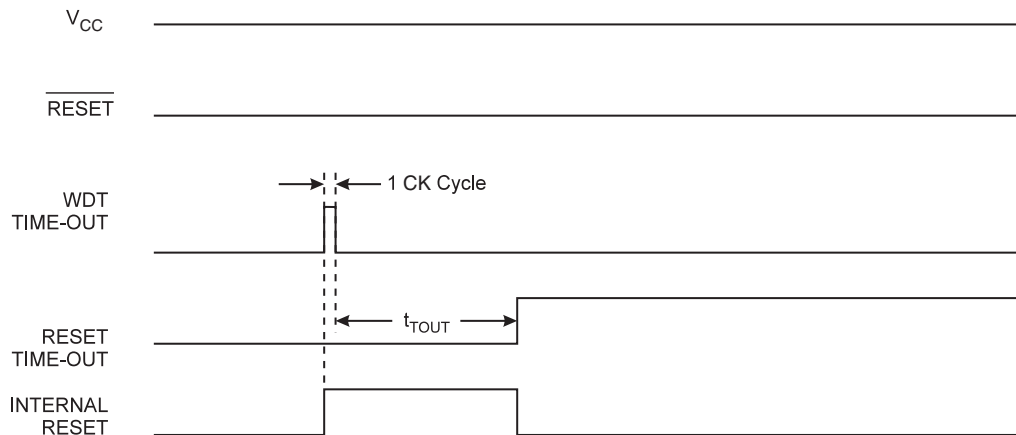 VCC
RESET
1 CK Cycle
WDT
TIME-OUT
tTOUT
RESET
TIME-OUT
INTERNAL
RESET